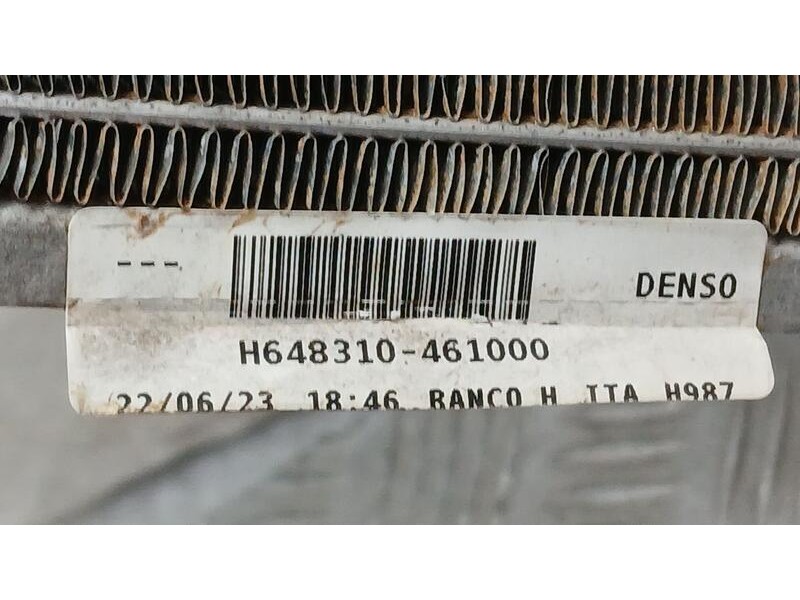 ---
DENSO
H648310-461000
22/06/23 18:46 BANCO H ITA H987